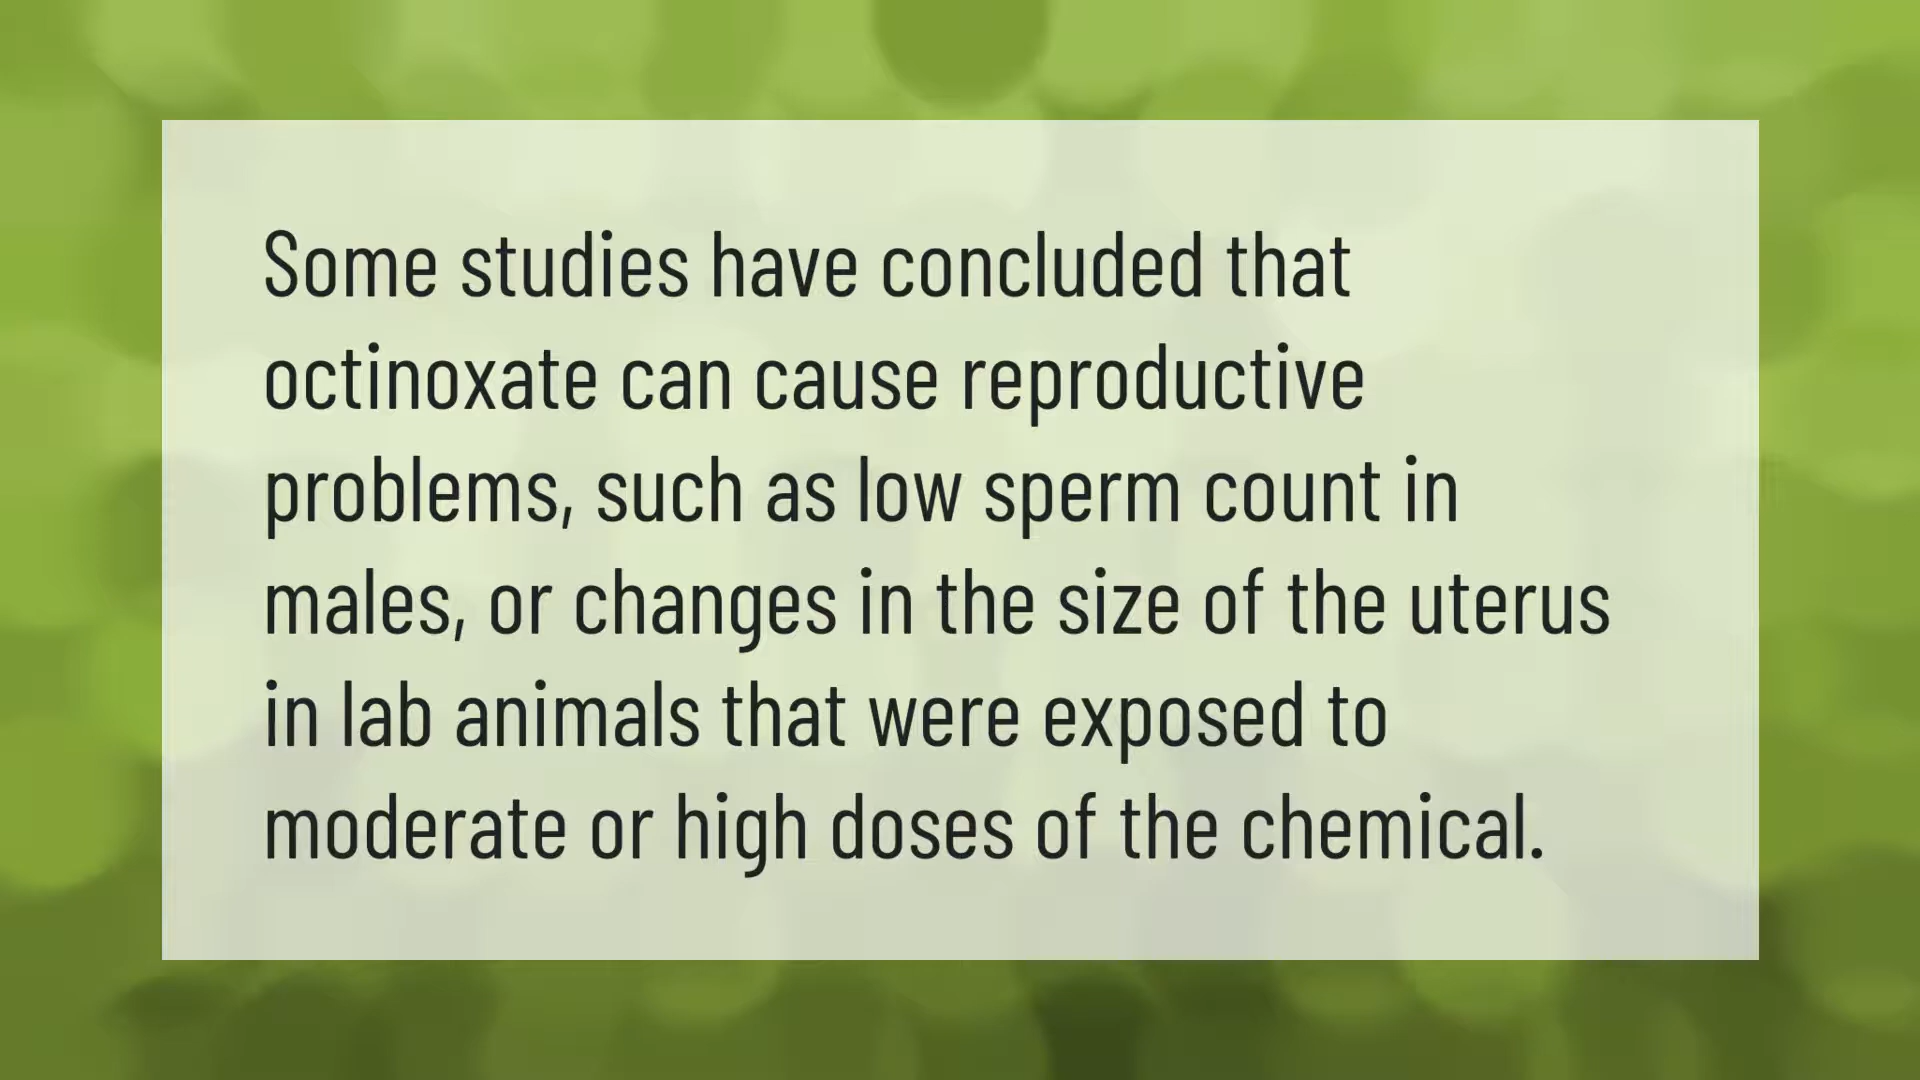 Some studies have concluded that
octinoxate can cause reproductive
problems, such as low sperm count in
males, or changes in the size of the uterus
in lab animals that were exposed to
moderate or high doses of the chemical.